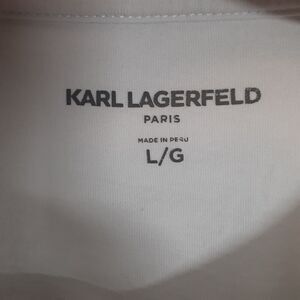 KARL LAGERFELD
PARIS
MADE IN PERU
L/G